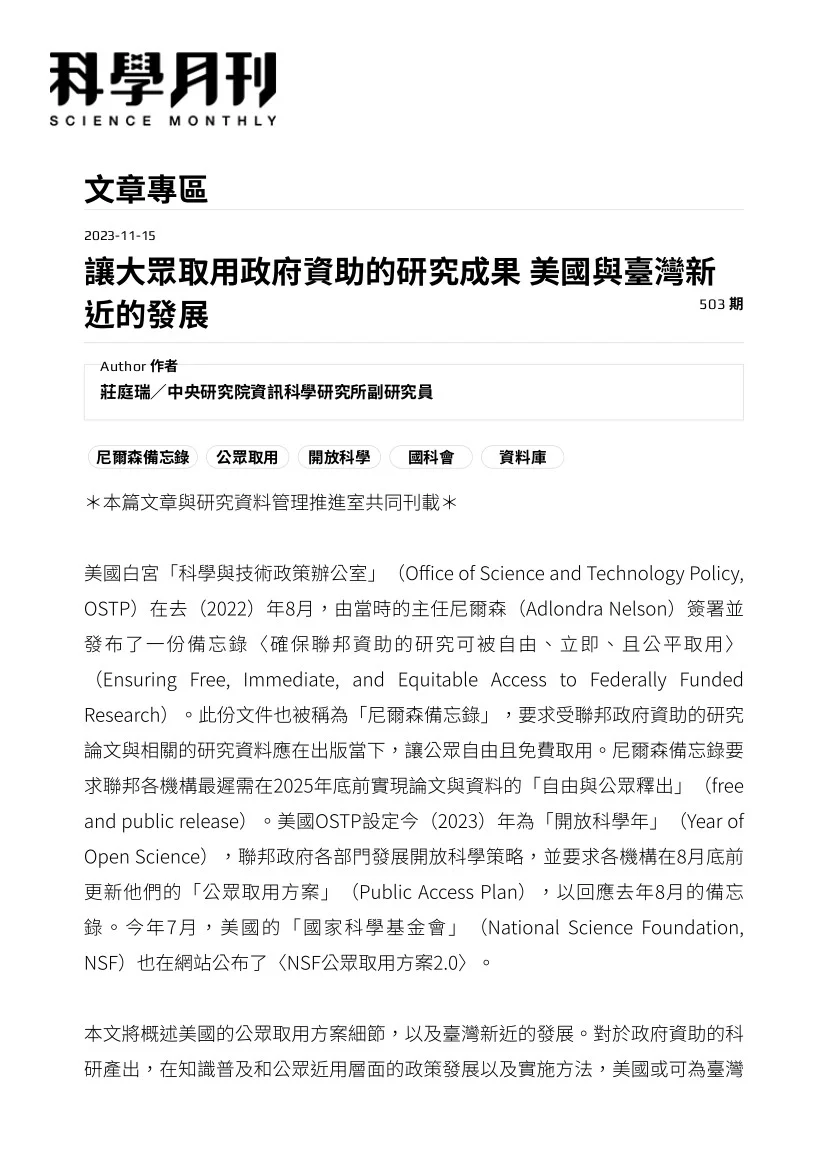 科學月刊
SCIENCE MONTHLY
文章專區
2023-11-15
讓大眾取用政府資助的研究成果 美國與臺灣新
近的發展
503 期
Author 作者
莊庭瑞／中央研究院資訊科學研究所副研究員
尼爾森備忘錄 公眾取用 開放科學 國科會 資料庫
＊本篇文章與研究資料管理推進室共同刊載＊
美國白宮「科學與技術政策辦公室」（Office of Science and Technology Policy,
OSTP）在去（2022）年8月，由當時的主任尼爾森（Adlondra Nelson）簽署並
發布了一份備忘錄〈確保聯邦資助的研究可被自由、立即、且公平取用〉
（Ensuring Free, Immediate, and Equitable Access to Federally Funded
Research）。此份文件也被稱為「尼爾森備忘錄」，要求受聯邦政府資助的研究
論文與相關的研究資料應在出版當下，讓公眾自由且免費取用。尼爾森備忘錄要
求聯邦各機構最遲需在2025年底前實現論文與資料的「自由與公眾釋出」（free
and public release）。美國OSTP設定今（2023）年為「開放科學年」（Year of
Open Science），聯邦政府各部門發展開放科學策略，並要求各機構在8月底前
更新他們的「公眾取用方案」（Public Access Plan），以回應去年8月的備忘
錄。今年7月，美國的「國家科學基金會」（National Science Foundation,
NSF）也在網站公布了〈NSF公眾取用方案2.0〉。
本文將概述美國的公眾取用方案細節，以及臺灣新近的發展。對於政府資助的科
研產出，在知識普及和公眾近用層面的政策發展以及實施方法，美國或可為臺灣